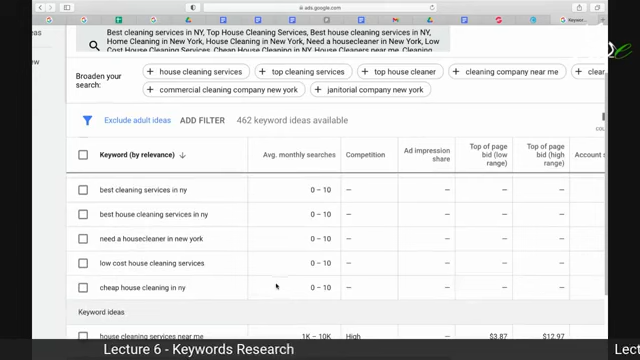 ads.google.com
Keywor...
Best cleaning services in NY, Top House Cleaning Services, Best house cleaning services in NY,
Home Cleaning in New York, House Cleaning in New York, Need a housecleaner in New York, Low
Cost House Cleaning Services, Cheap House Cleaning in NY, House Cleaners near me, Cleaning
eas
Broaden your
search:
+ house cleaning services
+ top cleaning services
+ top house cleaner
+ cleaning company near me
+ clear
+ commercial cleaning company new york
+ janitorial company new york
Exclude adult ideas
ADD FILTER
462 keyword ideas available
COL
Keyword (by relevance) ↓
Avg. monthly searches
Competition
Ad impression
share
Top of page
bid (low
range)
Top of page
bid (high
range)
Account s
best cleaning services in ny 0 – 10 — — — —
best house cleaning services in ny 0 – 10 — — — —
need a housecleaner in new york 0 – 10 — — — —
low cost house cleaning services 0 – 10 — — — —
cheap house cleaning in ny 0 – 10 — — — —
Keyword ideas
house cleaning services near me 1K – 10K High — $3.87 $12.97
Lecture 6 - Keywords Research
Lect